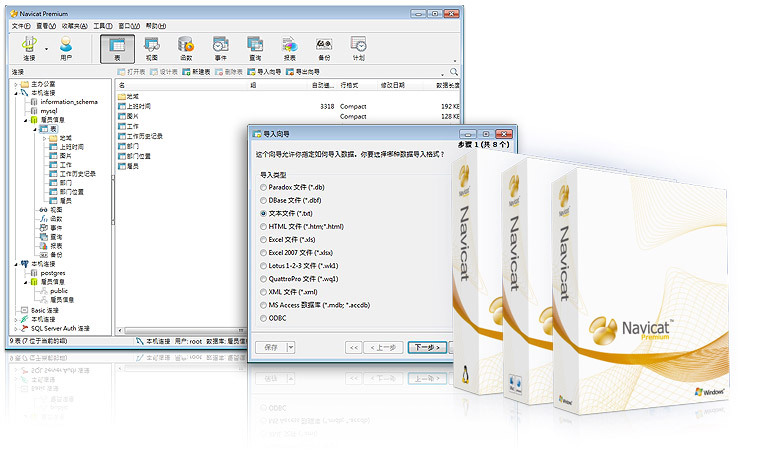 Navicat Premium
文件(F) 查看(V) 收藏夹(A) 工具(T) 窗口(W) 帮助(H)
连接 用户 表 视图 函数 事件 查询 报表 备份 计划
连接
打开表 设计表 新建表 删除表 导入向导 导出向导
主办公室
本机连接
information_schema
mysql
雇员信息
表
地域
上班时间
图片
工作
工作历史记录
部门
部门位置
雇员
视图
函数
事件
查询
报表
备份
本机连接
postgres
雇员信息
public
雇员信息
Basic 连接
本机连接
SQL Server Auth 连接
名 组 自动递... 行格式 修改日期 数据长度
地域
上班时间 3318 Compact 192 KE
图片 Compact 128 KE
工作
工作历史记录
部门
部门位置
雇员
9 表 (7 位于当前的组) 本机连接 用户: root 数据库: 雇员信
导入向导
步骤 1 (共 8 个)
这个向导允许你指定如何导入数据。你要选择哪种数据导入格式？
导入类型
Paradox 文件 (*.db)
DBase 文件 (*.dbf)
文本文件 (*.txt)
HTML 文件 (*.htm;*.html)
Excel 文件 (*.xls)
Excel 2007 文件 (*.xlsx)
Lotus 1-2-3 文件 (*.wk1)
QuattroPro 文件 (*.wq1)
XML 文件 (*.xml)
MS Access 数据库 (*.mdb; *.accdb)
ODBC
保存 << < 上一步 下一步 >
Navicat
Navicat
Navicat™
Premium
Windows®